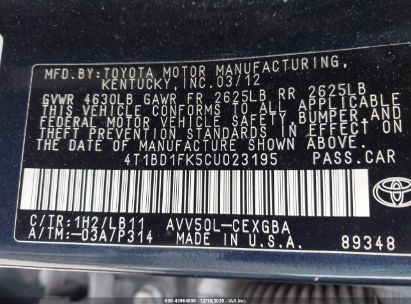 MFD.BY:TOYOTA MOTOR MANUFACTURING,
KENTUCKY, INC.03/12
GVWR 4630LB GAWR FR 2625LB RR 2625LB
THIS VEHICLE CONFORMS TO ALL APPLICABLE
FEDERAL MOTOR VEHICLE SAFETY, BUMPER, AND
THEFT PREVENTION STANDARDS IN EFFECT ON
THE DATE OF MANUFACTURE SHOWN ABOVE.
4T1BD1FK5CU023195 PASS.CAR
C/TR:1H2/LB11 AVV50L-CEXGBA
A/TM:-03A/P314 MADE IN U.S.A. 89348
TOYOTA